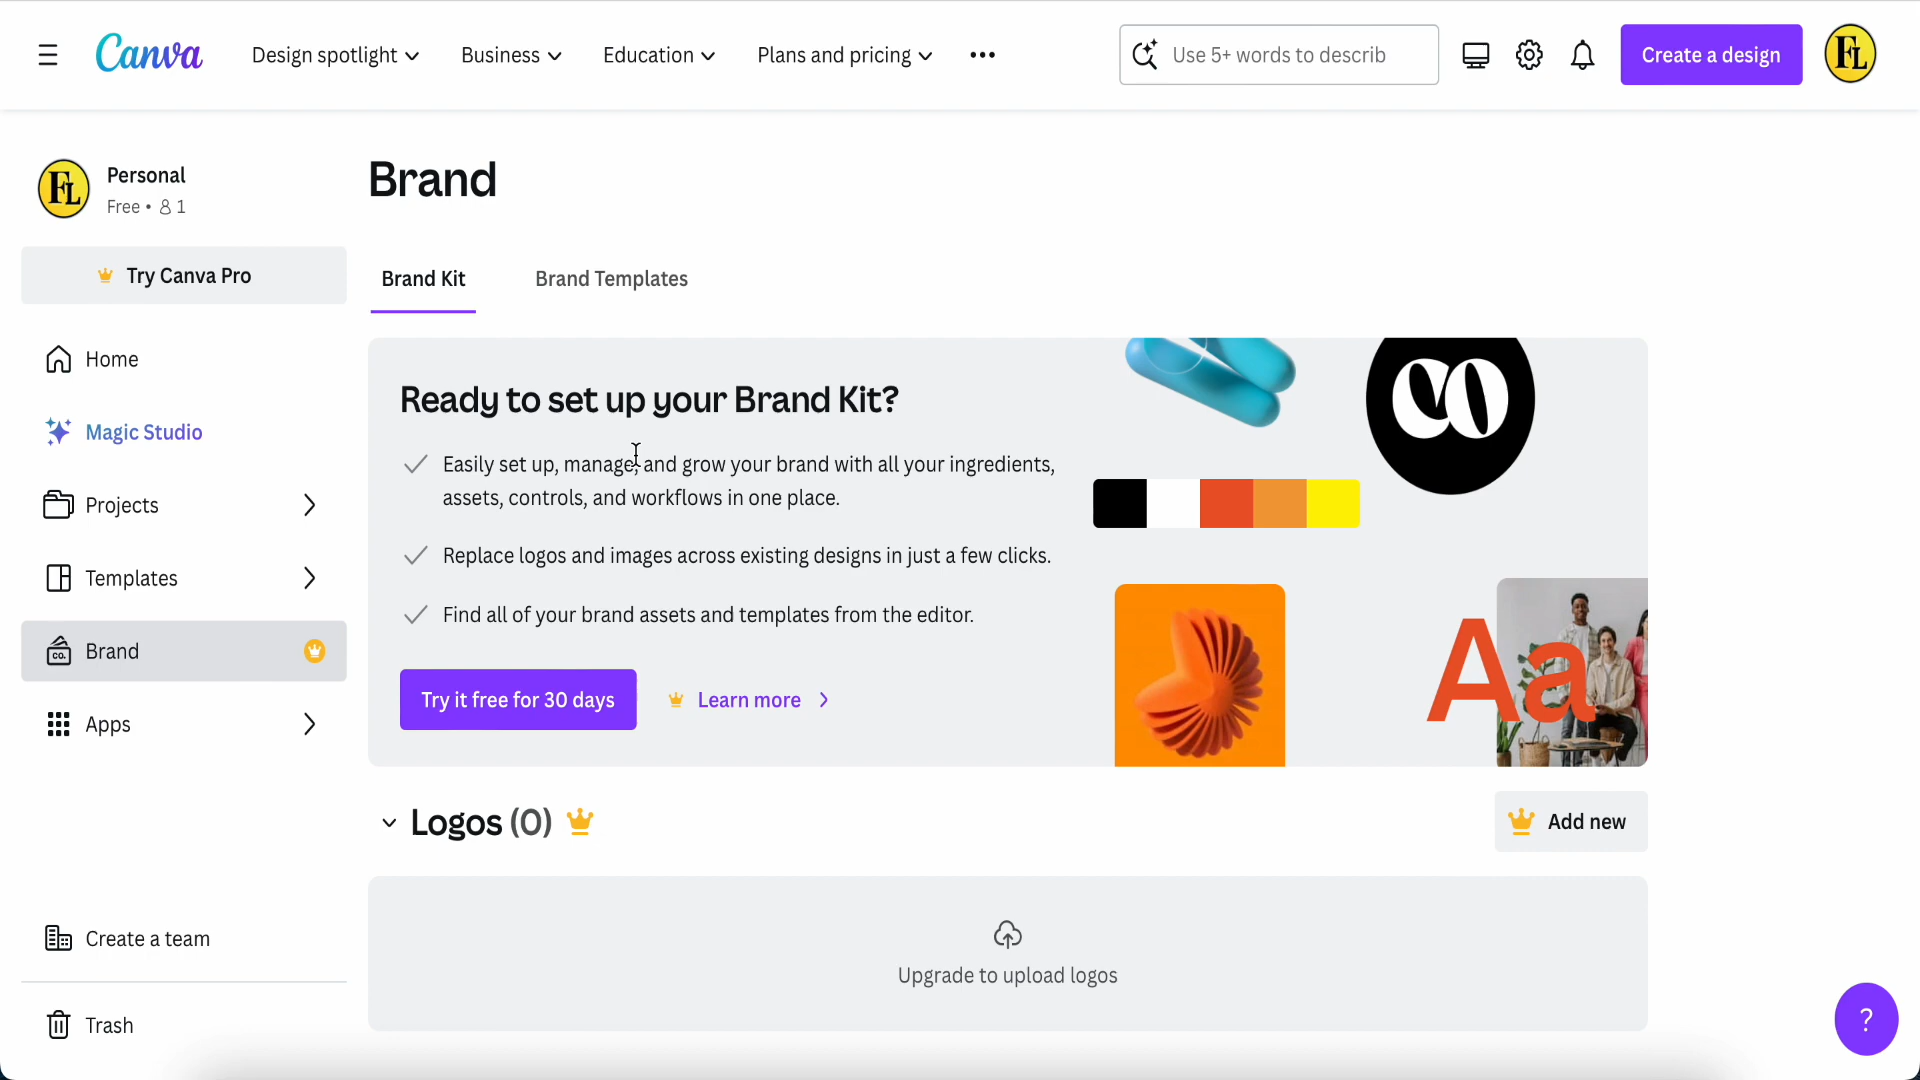 Canva
Design spotlight
Business
Education
Plans and pricing
Use 5+ words to describ
Create a design
FL
FL
Personal
Free • 1
Try Canva Pro
Home
Magic Studio
Projects
Templates
CO.
Brand
Apps
Create a team
Trash
Brand
Brand Kit
Brand Templates
Ready to set up your Brand Kit?
Easily set up, manage, and grow your brand with all your ingredients,
assets, controls, and workflows in one place.
Replace logos and images across existing designs in just a few clicks.
Find all of your brand assets and templates from the editor.
Try it free for 30 days
Learn more
CO
Aa
Logos (0)
Add new
Upgrade to upload logos
?